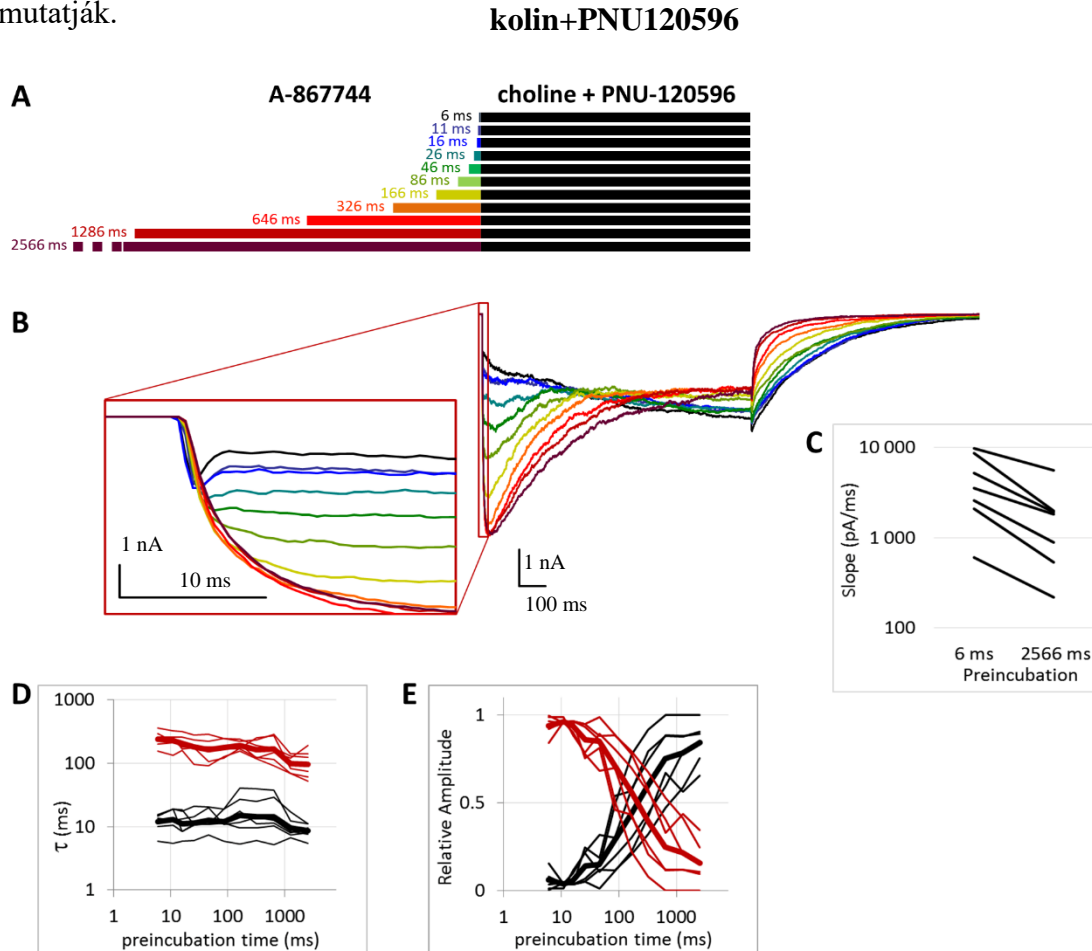 mutatják.
kolin+PNU120596
A
A-867744
choline + PNU-120596
6 ms
11 ms
16 ms
26 ms
46 ms
86 ms
166 ms
326 ms
646 ms
1286 ms
2566 ms
B
1 nA
10 ms
1 nA
100 ms
C
10 000
1 000
100
Slope (pA/ms)
6 ms 2566 ms
Preincubation
D
1000
100
10
1
τ (ms)
1 10 100 1000
preincubation time (ms)
E
1
0.5
0
Relative Amplitude
1 10 100 1000
preincubation time (ms)